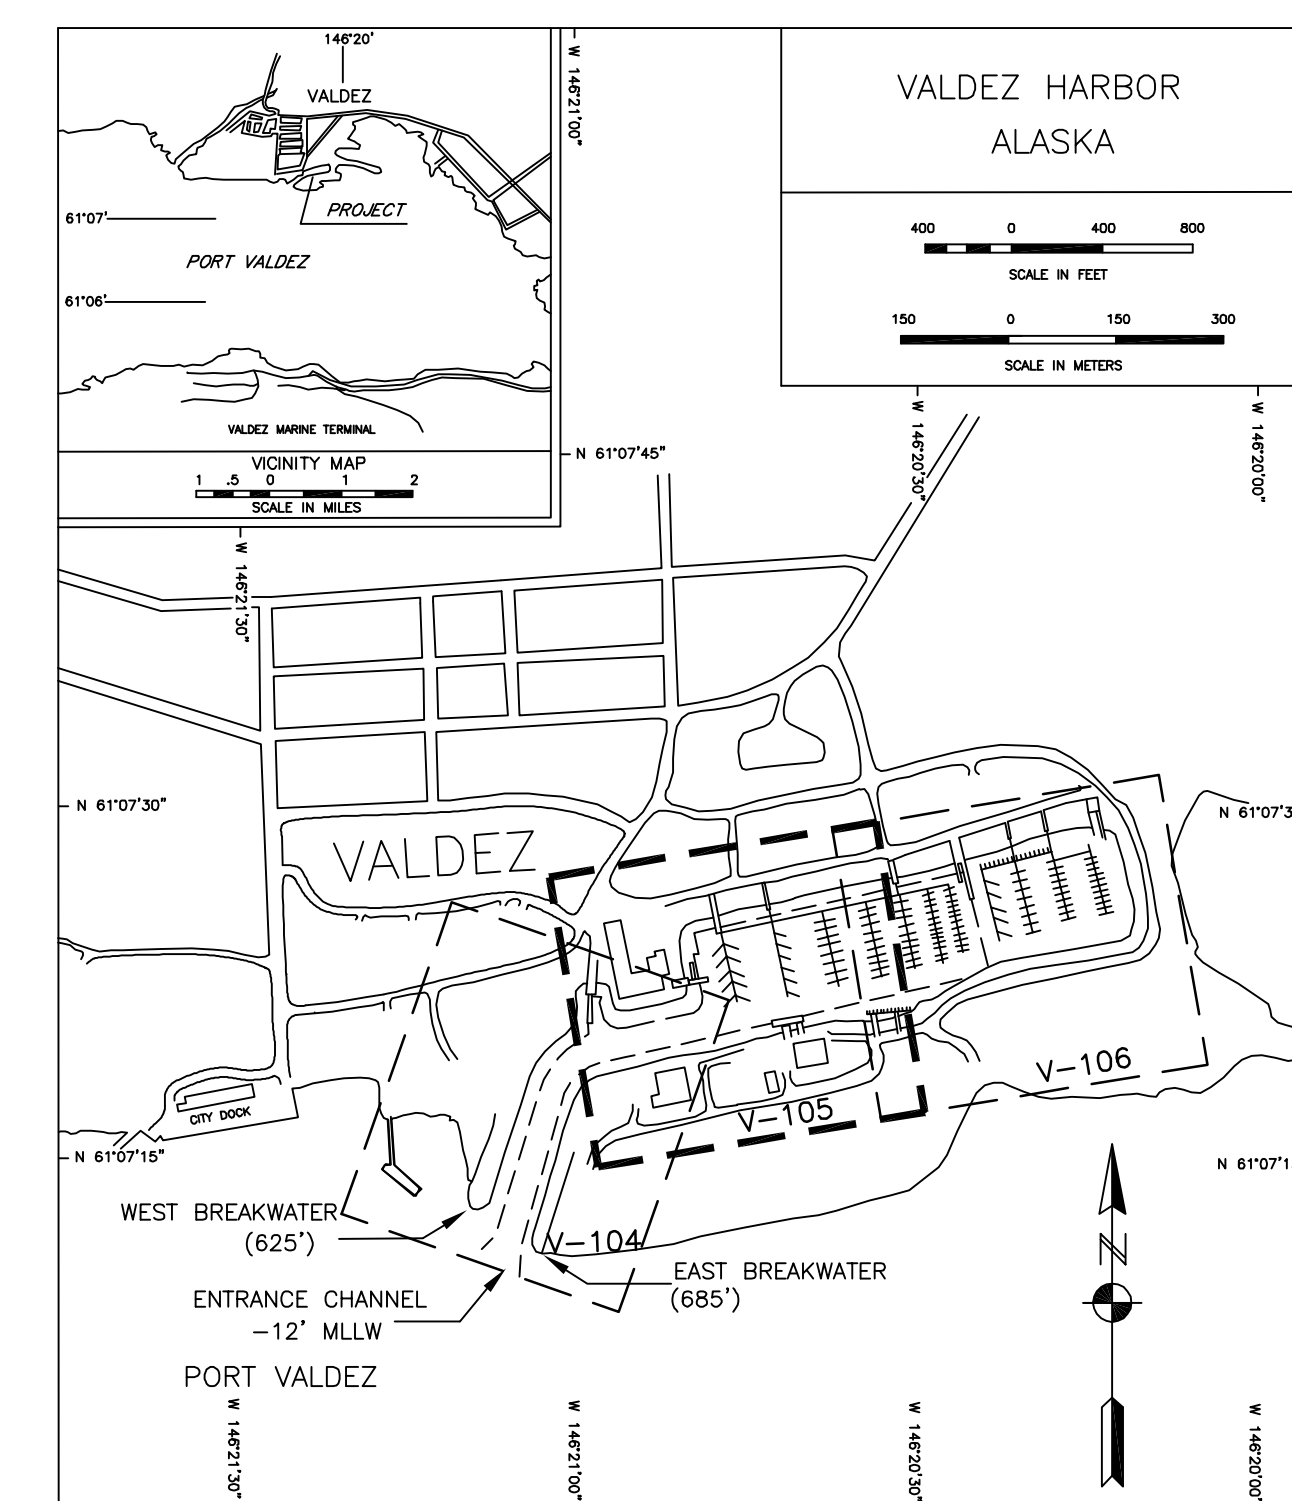 146°20'
VALDEZ
PROJECT
61°07'
PORT VALDEZ
61°06'
VALDEZ MARINE TERMINAL
VICINITY MAP
1 .5 0 1 2
SCALE IN MILES
W 146°21'00"
VALDEZ HARBOR
ALASKA
400 0 400 800
SCALE IN FEET
150 0 150 300
SCALE IN METERS
W 146°20'30"
W 146°20'00"
N 61°07'45"
W 146°21'30"
N 61°07'30"
N 61°07'3
VALDEZ
V-106
V-105
CITY DOCK
N 61°07'15"
N 61°07'1
WEST BREAKWATER
(625')
V-104
EAST BREAKWATER
(685')
ENTRANCE CHANNEL
-12' MLLW
N
PORT VALDEZ
W 146°21'30"
W 146°21'00"
W 146°20'30"
W 146°20'00"